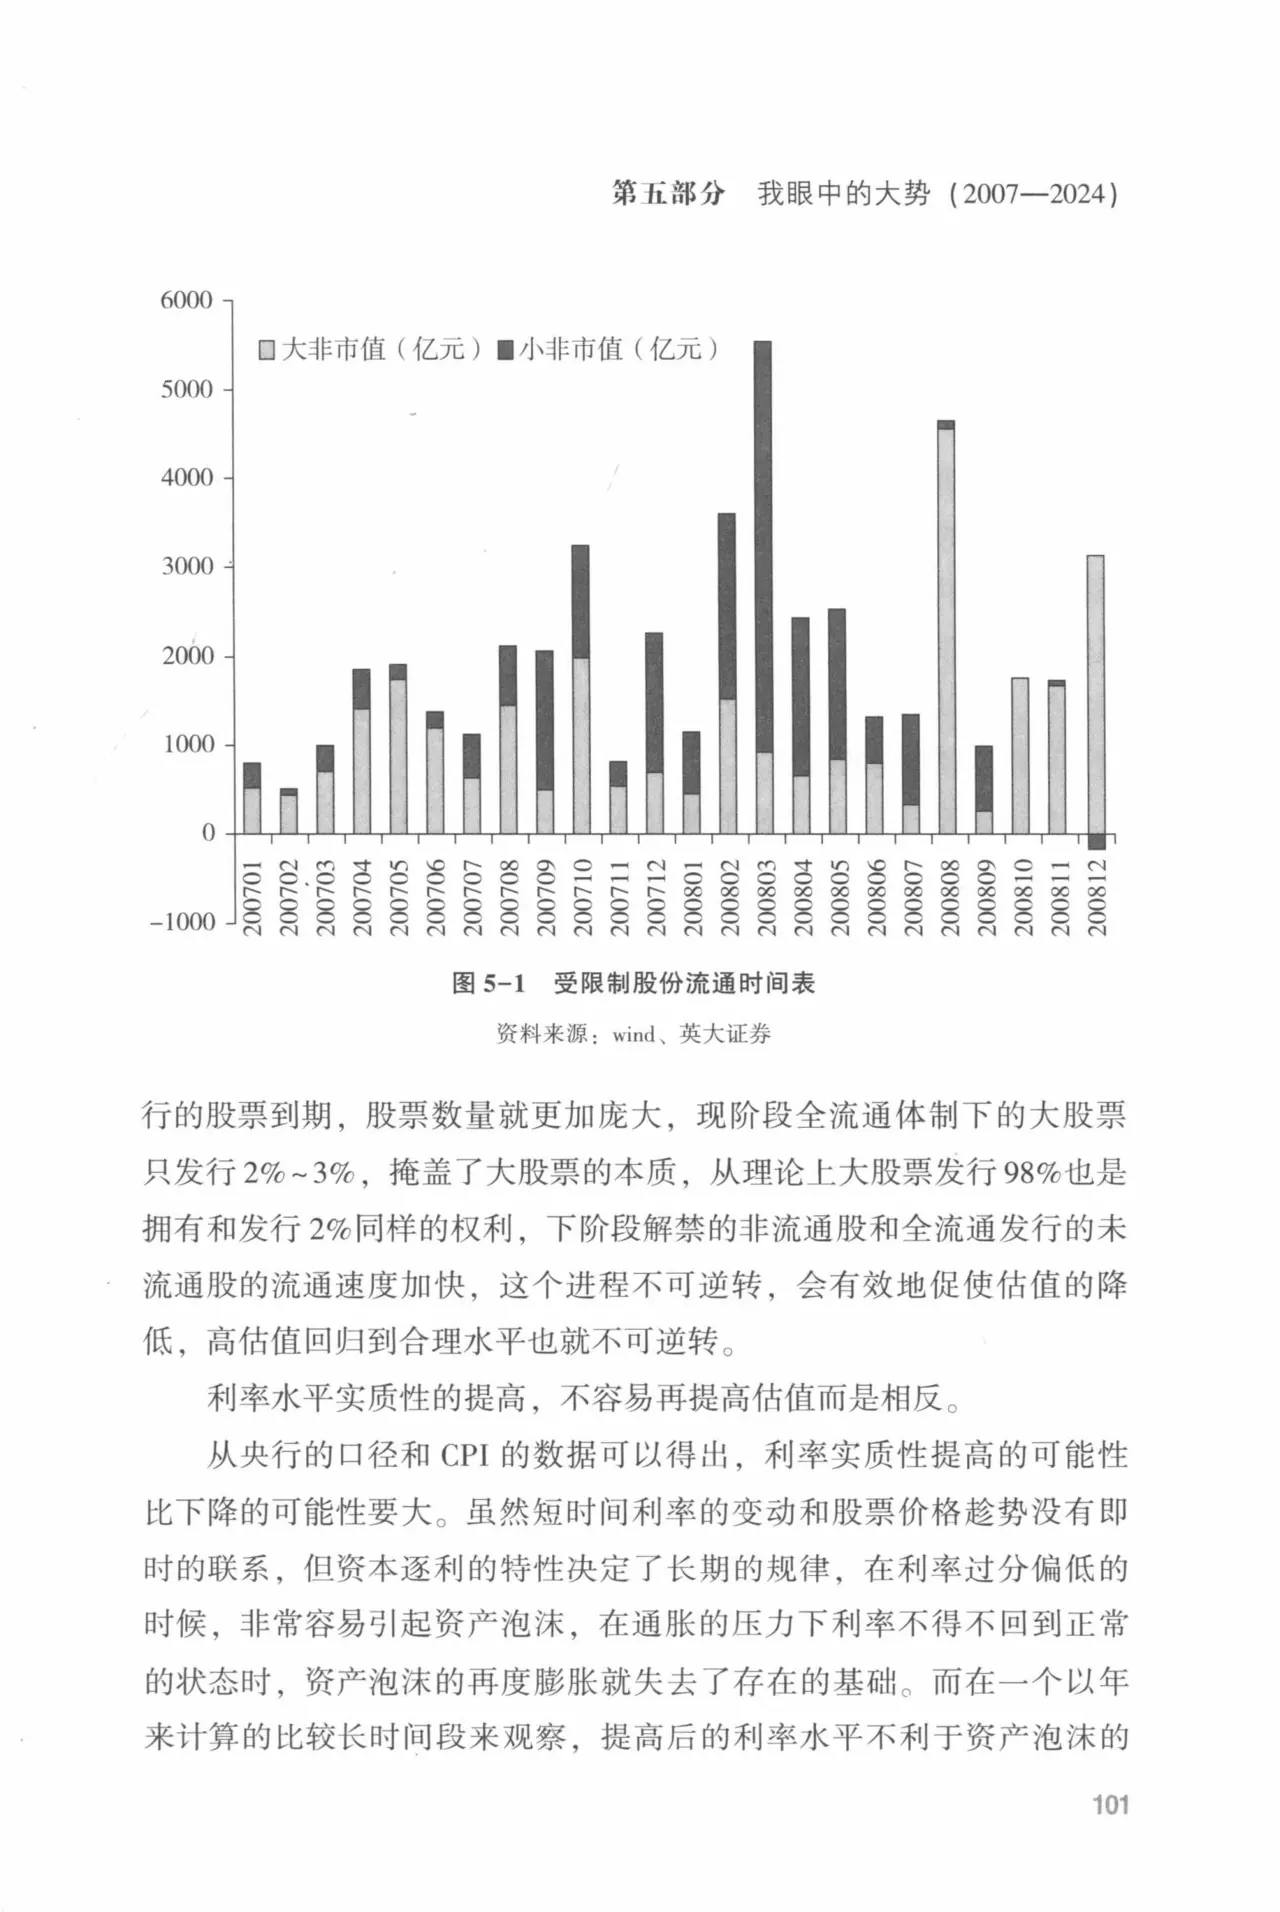 第五部分 我眼中的大势（2007—2024）
6000
5000
4000
3000
2000
1000
0
-1000
大非市值（亿元） 小非市值（亿元）
200701 200702 200703 200704 200705 200706 200707 200708 200709 200710 200711 200712 200801 200802 200803 200804 200805 200806 200807 200808 200809 200810 200811 200812
图 5-1 受限制股份流通时间表
资料来源：wind、英大证券
行的股票到期，股票数量就更加庞大，现阶段全流通体制下的大股票
只发行 2%~3%，掩盖了大股票的本质，从理论上大股票发行 98%也是
拥有和发行 2%同样的权利，下阶段解禁的非流通股和全流通发行的未
流通股的流通速度加快，这个进程不可逆转，会有效地促使估值的降
低，高估值回归到合理水平也就不可逆转。
利率水平实质性的提高，不容易再提高估值而是相反。
从央行的口径和 CPI 的数据可以得出，利率实质性提高的可能性
比下降的可能性要大。虽然短时间利率的变动和股票价格趁势没有即
时的联系，但资本逐利的特性决定了长期的规律，在利率过分偏低的
时候，非常容易引起资产泡沫，在通胀的压力下利率不得不回到正常
的状态时，资产泡沫的再度膨胀就失去了存在的基础。而在一个以年
来计算的比较长时间段来观察，提高后的利率水平不利于资产泡沫的
101